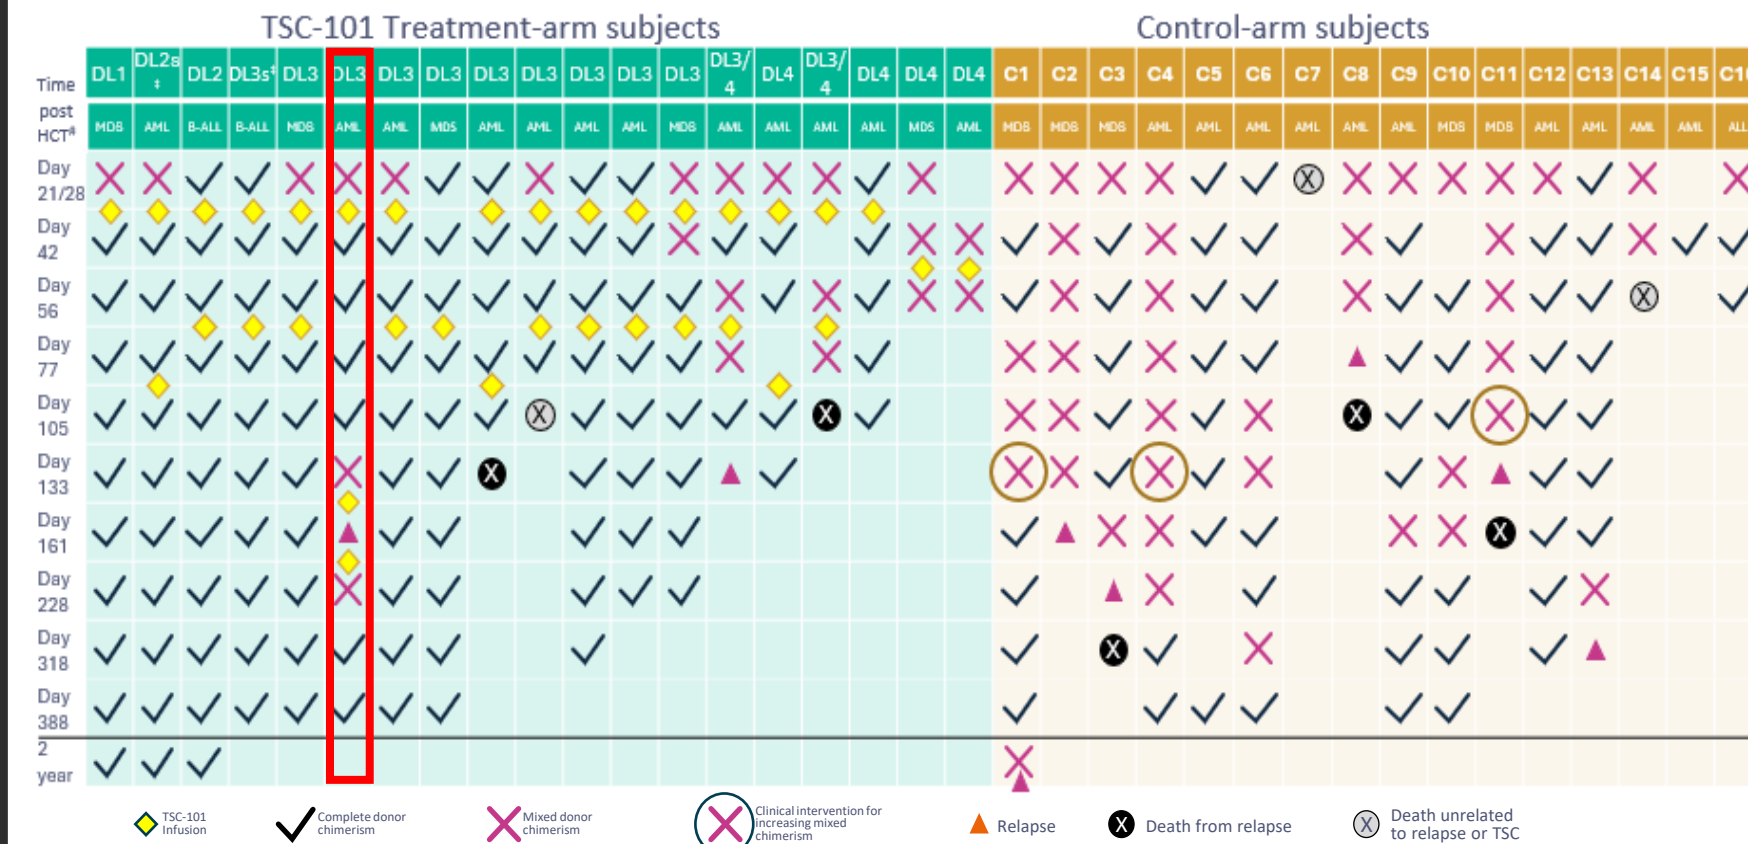 TSC-101 Treatment-arm subjects
Control-arm subjects
Time post HCT#
DL1 DL2s‡ DL2 DL3s‡ DL3 DL3 DL3 DL3 DL3 DL3 DL3 DL3 DL3 DL3/4 DL4 DL3/4 DL4 DL4 DL4 C1 C2 C3 C4 C5 C6 C7 C8 C9 C10 C11 C12 C13 C14 C15
MDS AML B-ALL B-ALL MDS AML AML MDS AML AML AML AML MDS AML AML AML AML MDS AML MDS MDS MDS AML AML AML AML AML AML MDS MDS AML AML AML AML ALL
Day
21/28
X
Day
42
Day
56
X
Day
77
Day
105
X X X
Day
133
X
Day
161
X
Day
228
Day
318
X
Day
388
2
year
TSC-101
Infusion
Complete donor
chimerism
Mixed donor
chimerism
Clinical intervention for
increasing mixed
chimerism
Relapse
X Death from relapse
X Death unrelated
to relapse or TSC